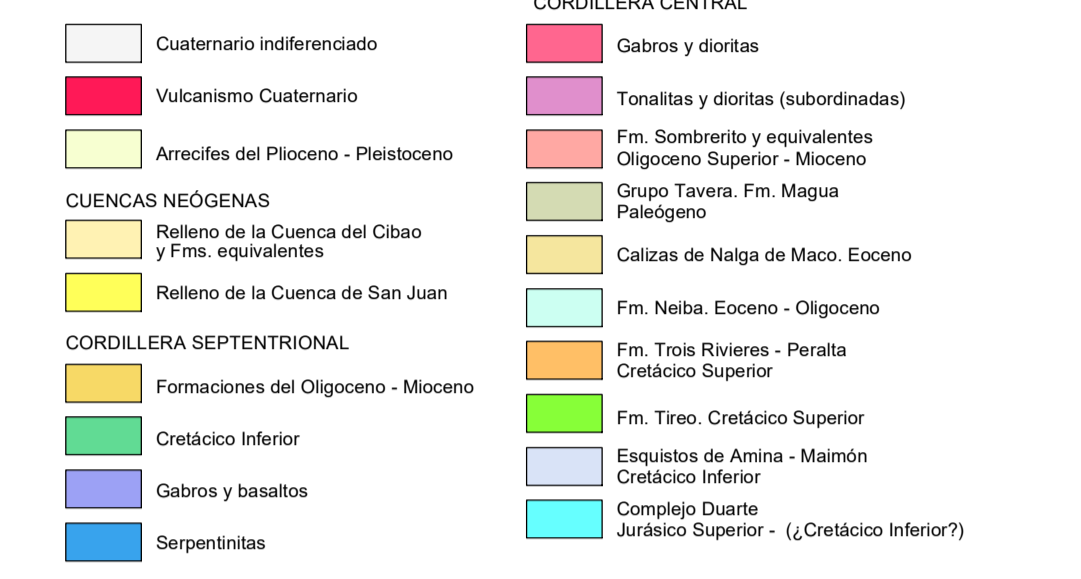 Cuaternario indiferenciado
Vulcanismo Cuaternario
Arrecifes del Plioceno - Pleistoceno
CUENCAS NEÓGENAS
Relleno de la Cuenca del Cibao
y Fms. equivalentes
Relleno de la Cuenca de San Juan
CORDILLERA SEPTENTRIONAL
Formaciones del Oligoceno - Mioceno
Cretácico Inferior
Gabros y basaltos
Serpentinitas
CORDILLERA CENTRAL
Gabros y dioritas
Tonalitas y dioritas (subordinadas)
Fm. Sombrerito y equivalentes
Oligoceno Superior - Mioceno
Grupo Tavera. Fm. Magua
Paleógeno
Calizas de Nalga de Maco. Eoceno
Fm. Neiba. Eoceno - Oligoceno
Fm. Trois Rivieres - Peralta
Cretácico Superior
Fm. Tireo. Cretácico Superior
Esquistos de Amina - Maimón
Cretácico Inferior
Complejo Duarte
Jurásico Superior - (¿Cretácico Inferior?)